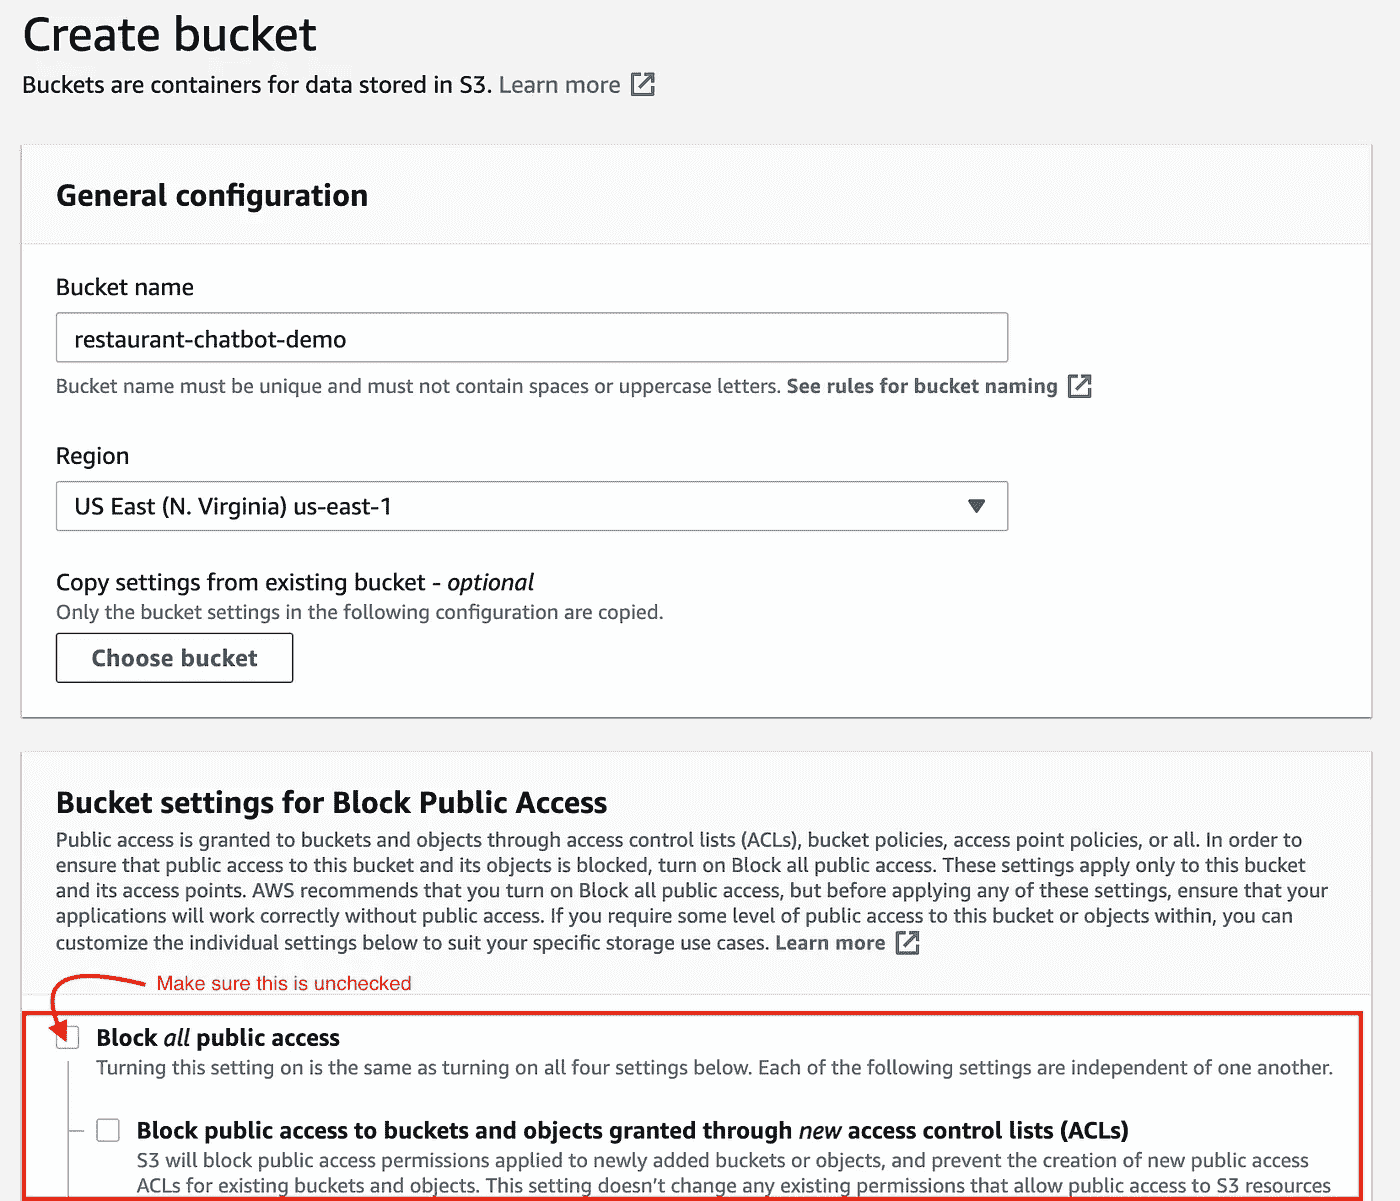 Create bucket
Buckets are containers for data stored in S3. Learn more
General configuration
Bucket name
restaurant-chatbot-demo
Bucket name must be unique and must not contain spaces or uppercase letters. See rules for bucket naming
Region
US East (N. Virginia) us-east-1
Copy settings from existing bucket - optional
Only the bucket settings in the following configuration are copied.
Choose bucket
Bucket settings for Block Public Access
Public access is granted to buckets and objects through access control lists (ACLs), bucket policies, access point policies, or all. In order to
ensure that public access to this bucket and its objects is blocked, turn on Block all public access. These settings apply only to this bucket
and its access points. AWS recommends that you turn on Block all public access, but before applying any of these settings, ensure that your
applications will work correctly without public access. If you require some level of public access to this bucket or objects within, you can
customize the individual settings below to suit your specific storage use cases. Learn more
Make sure this is unchecked
Block all public access
Turning this setting on is the same as turning on all four settings below. Each of the following settings are independent of one another.
Block public access to buckets and objects granted through new access control lists (ACLs)
S3 will block public access permissions applied to newly added buckets or objects, and prevent the creation of new public access
ACLs for existing buckets and objects. This setting doesn't change any existing permissions that allow public access to S3 resources